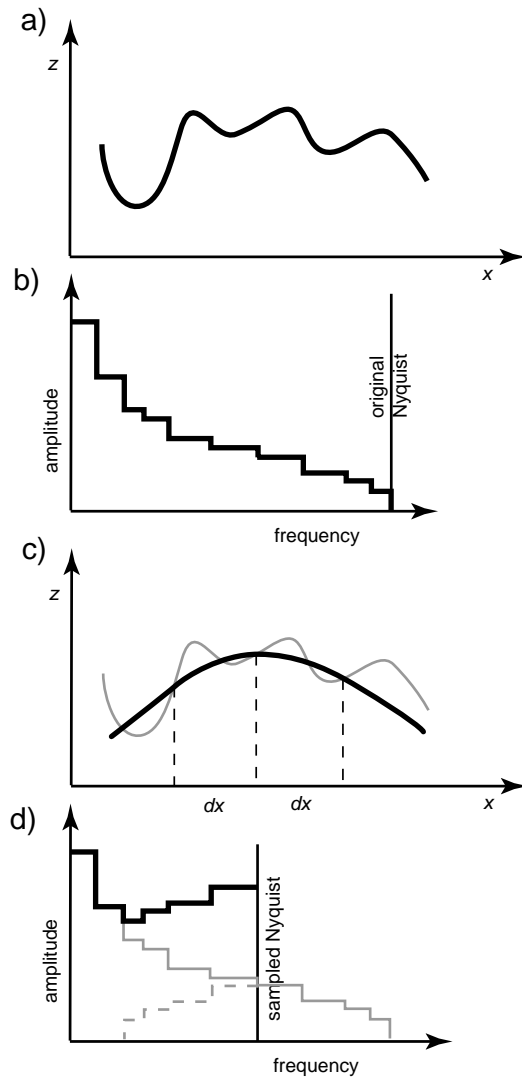 a)
z
x
b)
amplitude
original
Nyquist
frequency
c)
z
dx
dx
x
d)
amplitude
sampled Nyquist
frequency